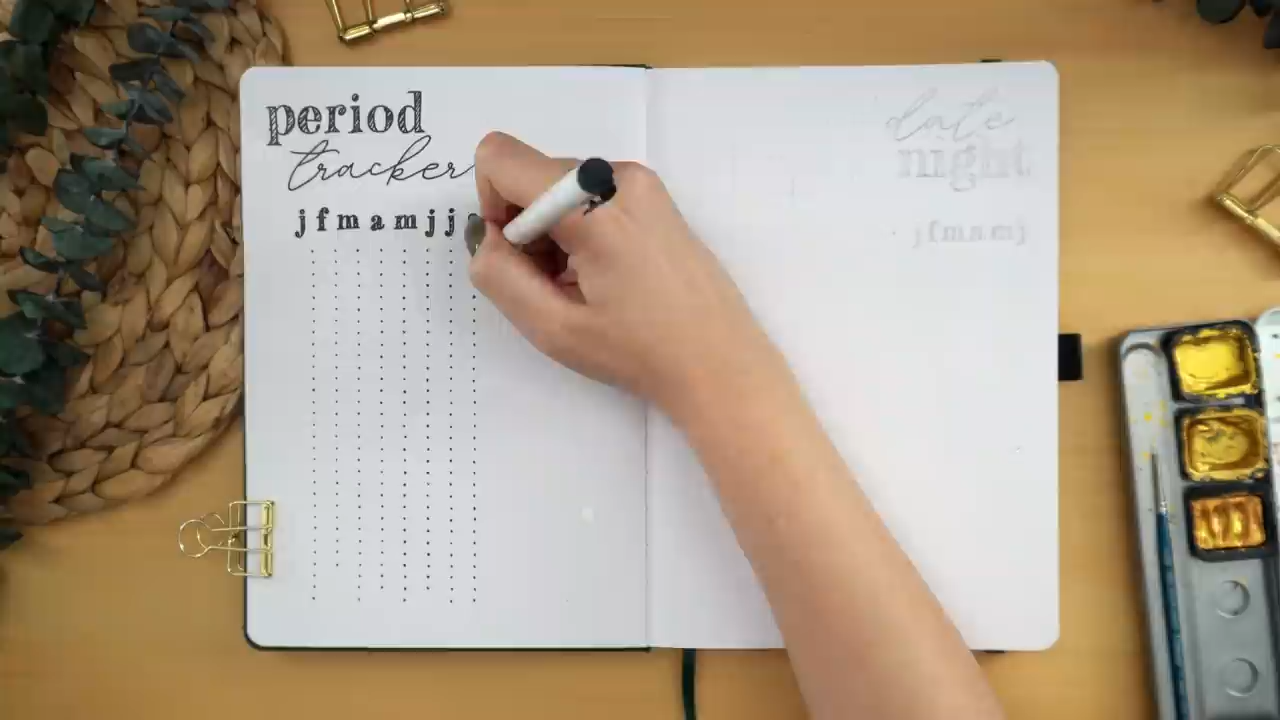 period
tracker
j f m a m j j
date
night
j f m a m j